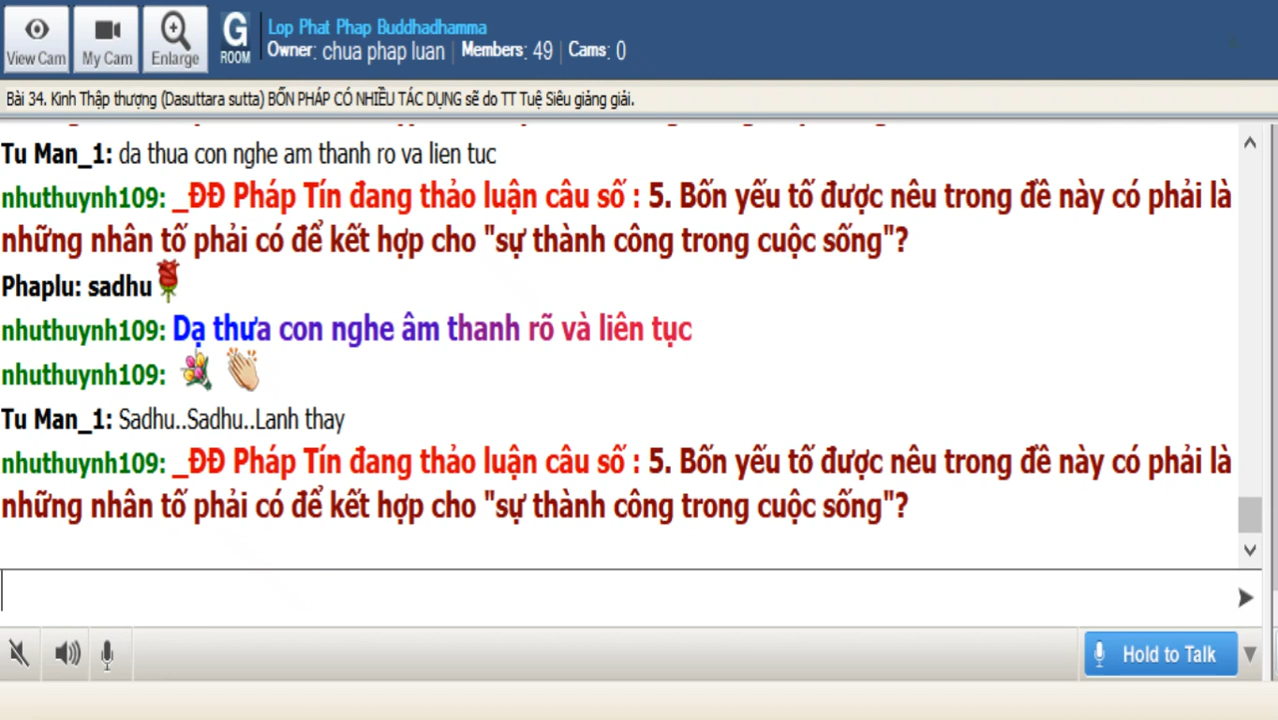 View Cam
My Cam
Enlarge
G
ROOM
Lop Phat Phap Buddhadhamma
Owner: chua phap luan | Members: 49 | Cams: 0
Bài 34. Kinh Thập thượng (Dasuttara sutta) BỐN PHÁP CÓ NHIỀU TÁC DỤNG sẽ do TT Tuệ Siêu giảng giải.
Tu Man_1: da thua con nghe am thanh ro va lien tuc
nhuthuynh109: _ĐĐ Pháp Tín đang thảo luận câu số : 5. Bốn yếu tố được nêu trong đề này có phải là
những nhân tố phải có để kết hợp cho "sự thành công trong cuộc sống"?
Phaplu: sadhu
nhuthuynh109: Dạ thưa con nghe âm thanh rõ và liên tục
nhuthuynh109:
Tu Man_1: Sadhu..Sadhu..Lanh thay
nhuthuynh109: _ĐĐ Pháp Tín đang thảo luận câu số : 5. Bốn yếu tố được nêu trong đề này có phải là
những nhân tố phải có để kết hợp cho "sự thành công trong cuộc sống"?
Hold to Talk